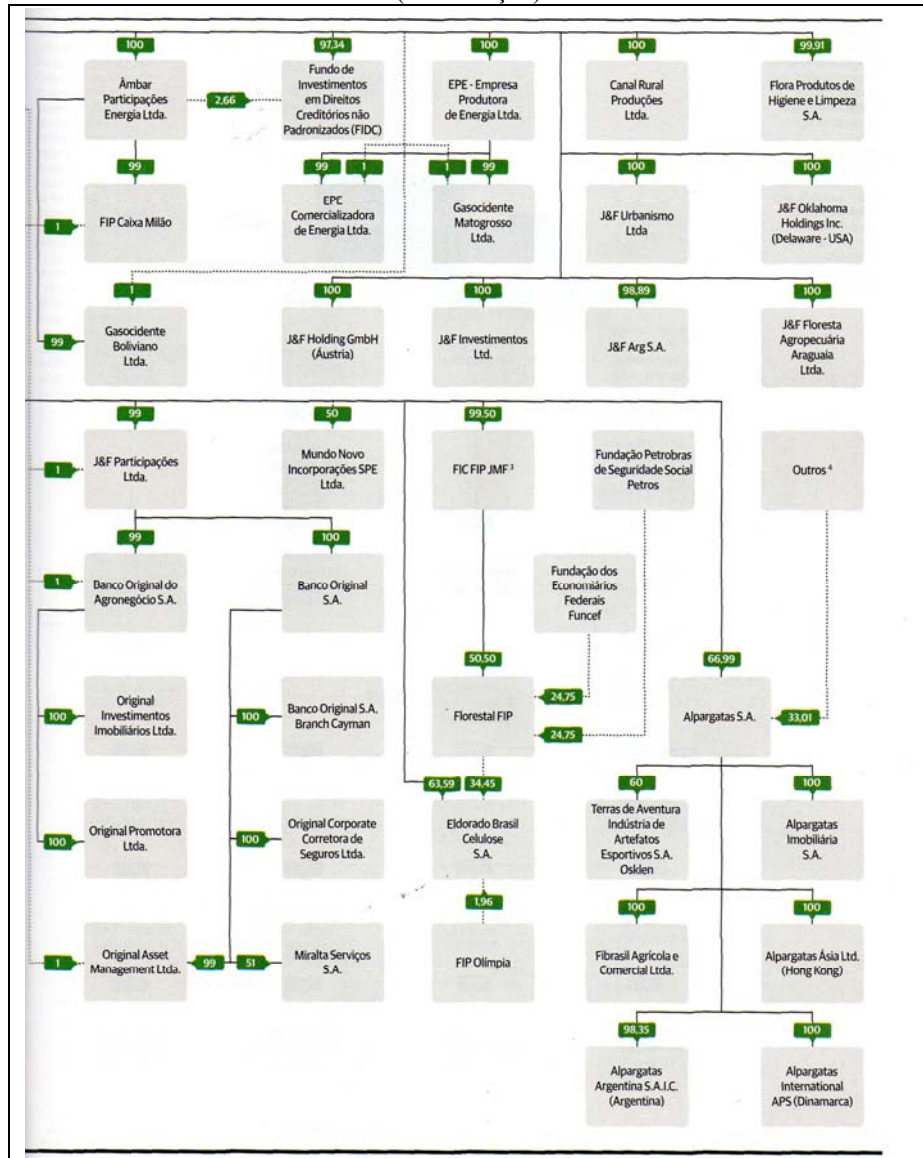 100
97,34
100
100
99,91
Âmbar
Participações
Energia Ltda.
2,66
Fundo de
Investimentos
em Direitos
Creditórios não
Padronizados (FIDC)
EPE - Empresa
Produtora
de Energia Ltda.
Canal Rural
Produções
Ltda.
Flora Produtos de
Higiene e Limpeza
S.A.
99
99
1
1
99
100
100
1
FIP Caixa Milão
EPE
Comercializadora
de Energia Ltda.
Gasocidente
Matogrosso
Ltda.
J&F Urbanismo
Ltda
J&F Oklahoma
Holdings Inc.
(Delaware - USA)
1
100
100
98,89
100
99
Gasocidente
Boliviano
Ltda.
J&F Holding GmbH
(Áustria)
J&F Investimentos
Ltd.
J&F Arg S.A.
J&F Floresta
Agropecuária
Araguaia
Ltda.
99
50
99,50
1
J&F Participações
Ltda.
Mundo Novo
Incorporações SPE
Ltda.
FIC FIP JMF ³
Fundação Petrobras
de Seguridade Social
Petros
Outros ⁴
99
100
1
Banco Original do
Agronegócio S.A.
Banco Original
S.A.
Fundação dos
Economiários
Federais
Funcef
50,50
66,99
100
Original
Investimentos
Imobiliários Ltda.
100
Banco Original S.A.
Branch Cayman
Florestal FIP
24,75
24,75
Alpargatas S.A.
33,01
63,59
34,45
60
100
100
Original Promotora
Ltda.
100
Original Corporate
Corretora de
Seguros Ltda.
Eldorado Brasil
Celulose
S.A.
Terras de Aventura
Indústria de
Artefatos
Esportivos S.A.
Osklen
Alpargatas
Imobiliária
S.A.
1,96
100
100
1
Original Asset
Management Ltda.
99
51
Miralta Serviços
S.A.
FIP Olímpia
Fibrasil Agrícola e
Comercial Ltda.
Alpargatas Ásia Ltd.
(Hong Kong)
98,35
100
Alpargatas
Argentina S.A.I.C.
(Argentina)
Alpargatas
International
APS (Dinamarca)